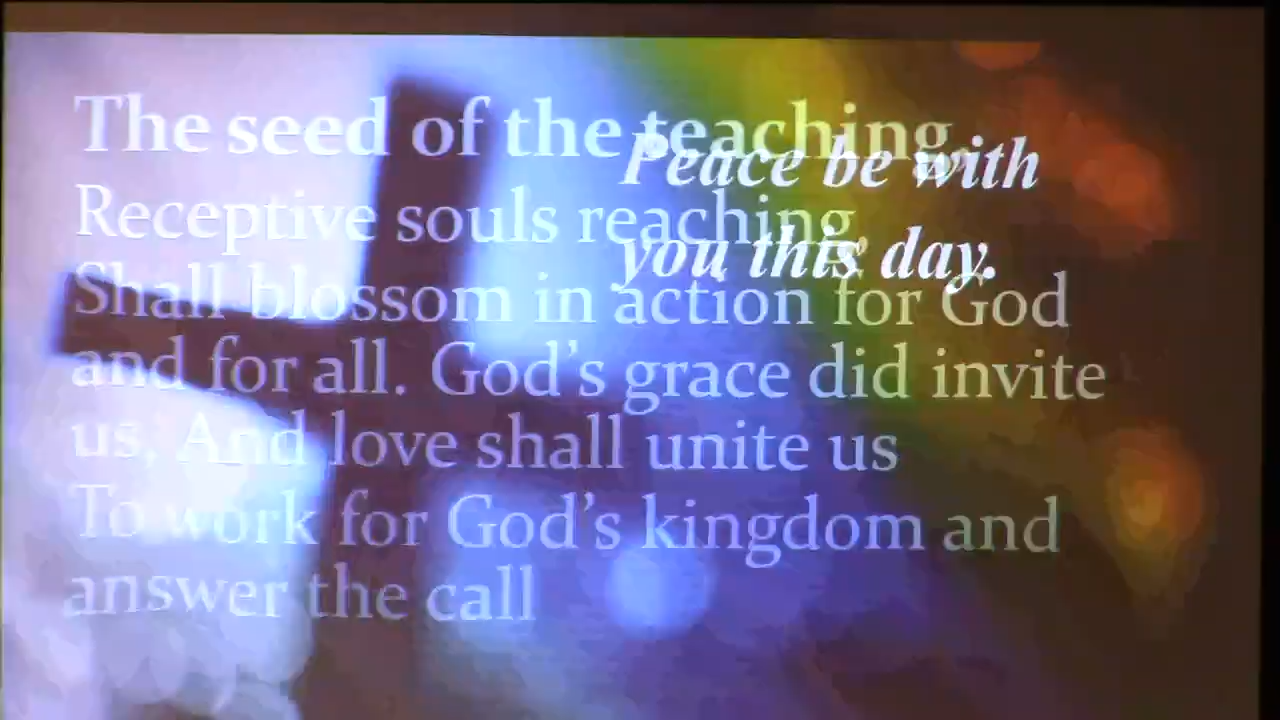 The seed of the teaching,
Receptive souls reaching,
Shall blossom in action for God
and for all. God's grace did invite
us, And love shall unite us
To work for God's kingdom and
answer the call
Peace be with
you this day.